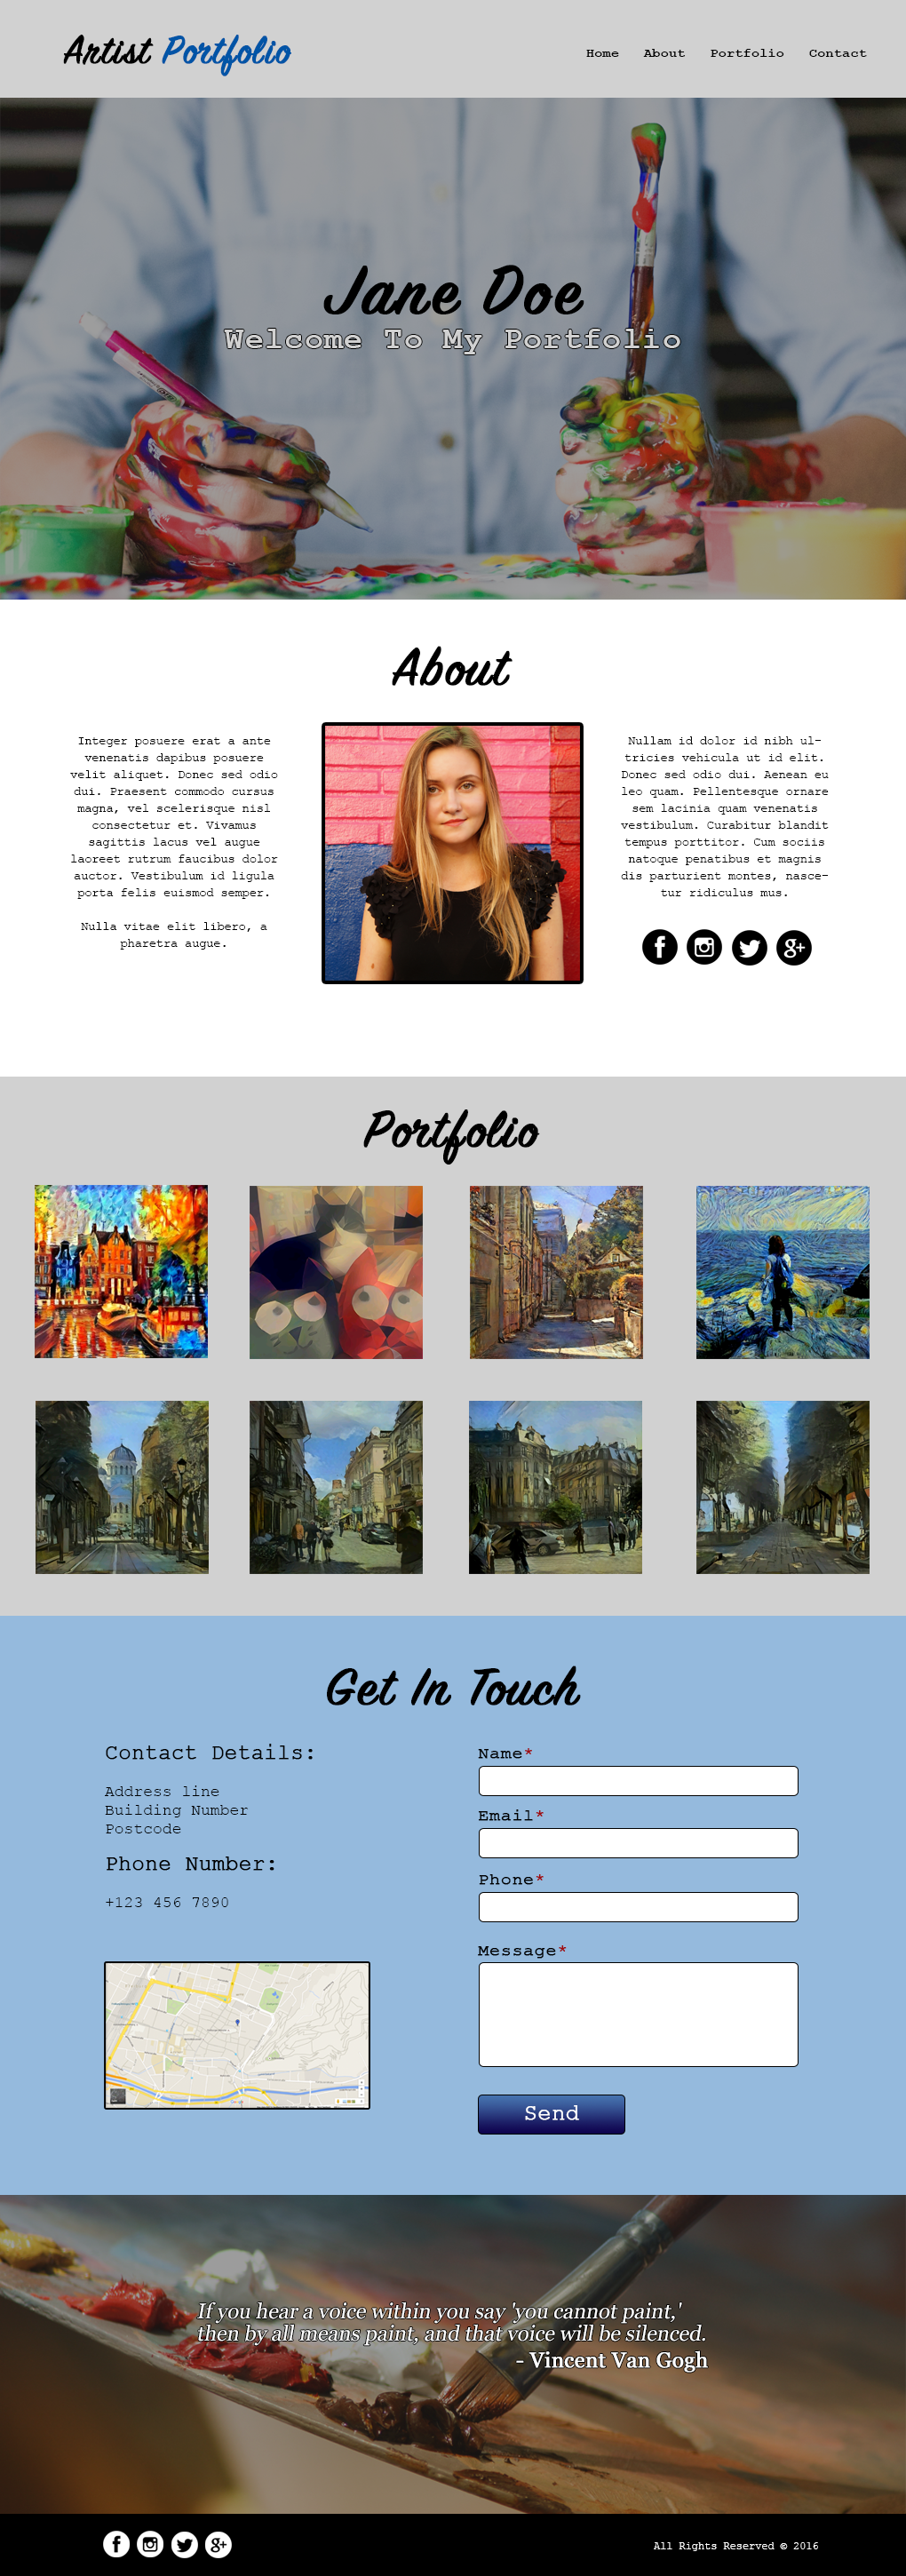 Artist Portfolio
Home About Portfolio Contact
Jane Doe
Welcome To My Portfolio
About
Integer posuere erat a ante
venenatis dapibus posuere
velit aliquet. Donec sed odio
dui. Praesent commodo cursus
magna, vel scelerisque nisl
consectetur et. Vivamus
sagittis lacus vel augue
laoreet rutrum faucibus dolor
auctor. Vestibulum id ligula
porta felis euismod semper.
Nulla vitae elit libero, a
pharetra augue.
Nullam id dolor id nibh ul-
tricies vehicula ut id elit.
Donec sed odio dui. Aenean eu
leo quam. Pellentesque ornare
sem lacinia quam venenatis
vestibulum. Curabitur blandit
tempus porttitor. Cum sociis
natoque penatibus et magnis
dis parturient montes, nasce-
tur ridiculus mus.
Portfolio
Get In Touch
Contact Details:
Address line
Building Number
Postcode
Phone Number:
+123 456 7890
Name*
Email*
Phone*
Message*
Send
If you hear a voice within you say 'you cannot paint,'
then by all means paint, and that voice will be silenced.
- Vincent Van Gogh
All Rights Reserved © 2016